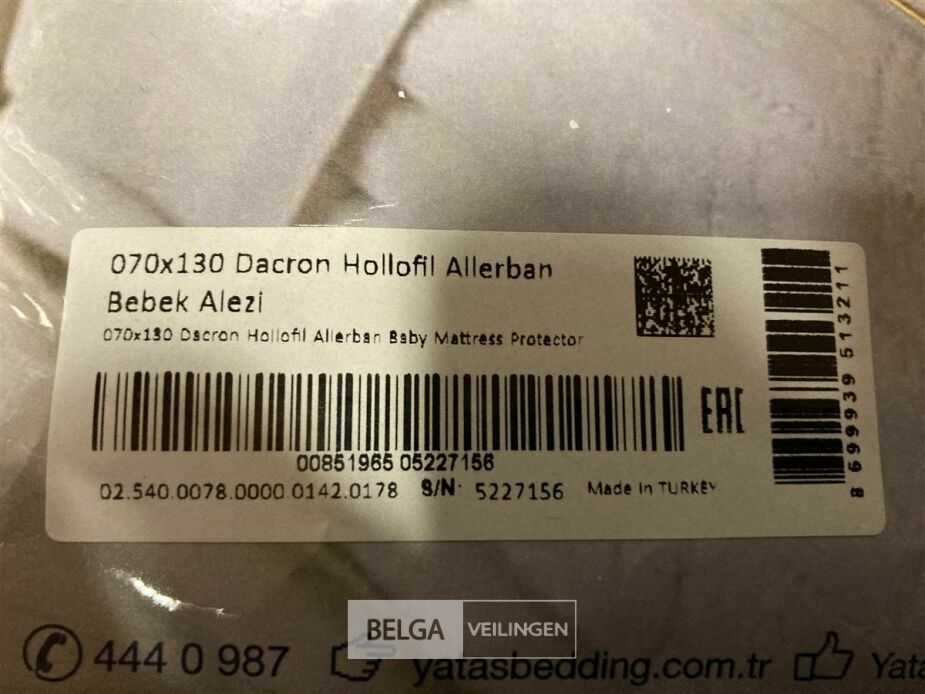 070x130 Dacron Hollofil Allerban
Bebek Alezi
070x130 Dacron Hollofil Allerban Baby Mattress Protector
EAC
8 699939 513211
00851965 05227156
02.540.0078.0000.0142.0178 S/N: 5227156 Made In TURKEY
BELGA VEILINGEN
444 0 987 yatasbedding.com.tr Yata